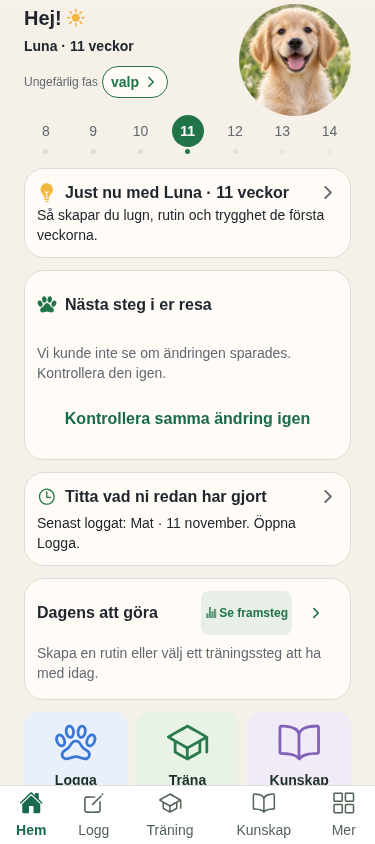 Hej!
Luna · 11 veckor
Ungefärlig fas valp
8 9 10 11 12 13 14
Just nu med Luna · 11 veckor
Så skapar du lugn, rutin och trygghet de första
veckorna.
Nästa steg i er resa
Vi kunde inte se om ändringen sparades.
Kontrollera den igen.
Kontrollera samma ändring igen
Titta vad ni redan har gjort
Senast loggat: Mat · 11 november. Öppna
Logga.
Dagens att göra
Se framsteg
Skapa en rutin eller välj ett träningssteg att ha
med idag.
Logga Träna Kunskap
Hem Logg Träning Kunskap Mer